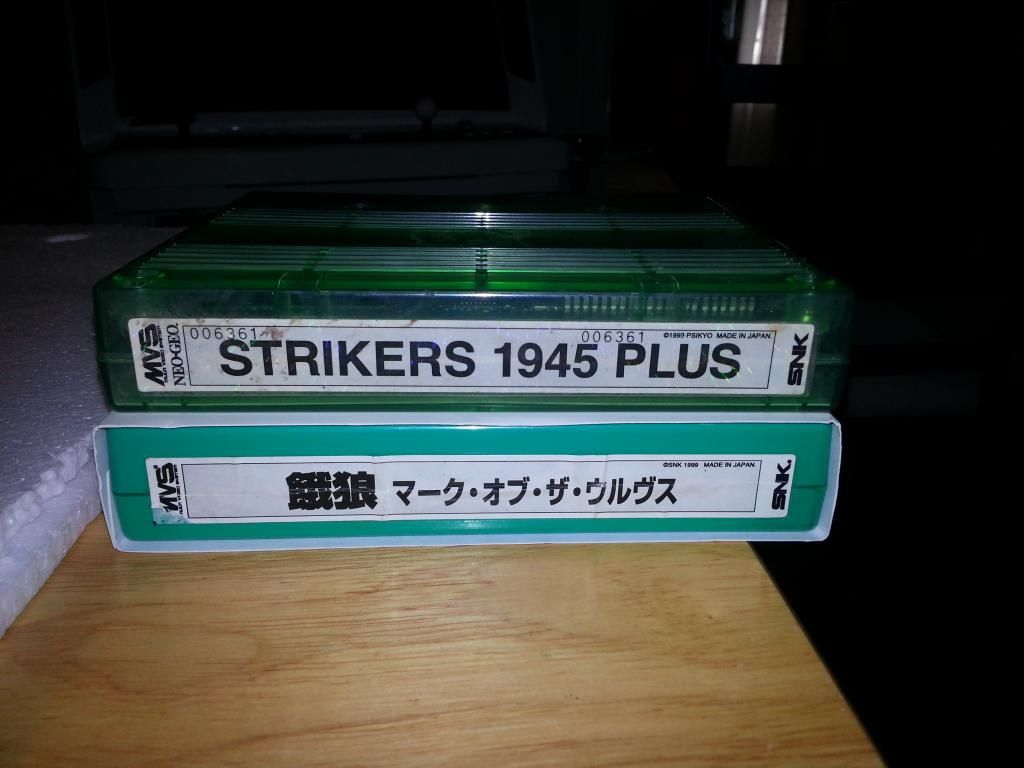 MVS
NEO·GEO.
006361
006361
©1999 PSIKYO MADE IN JAPAN.
STRIKERS 1945 PLUS
SNK
MVS
©SNK 1999 MADE IN JAPAN.
餓狼 マーク・オブ・ザ・ウルヴス
SNK.